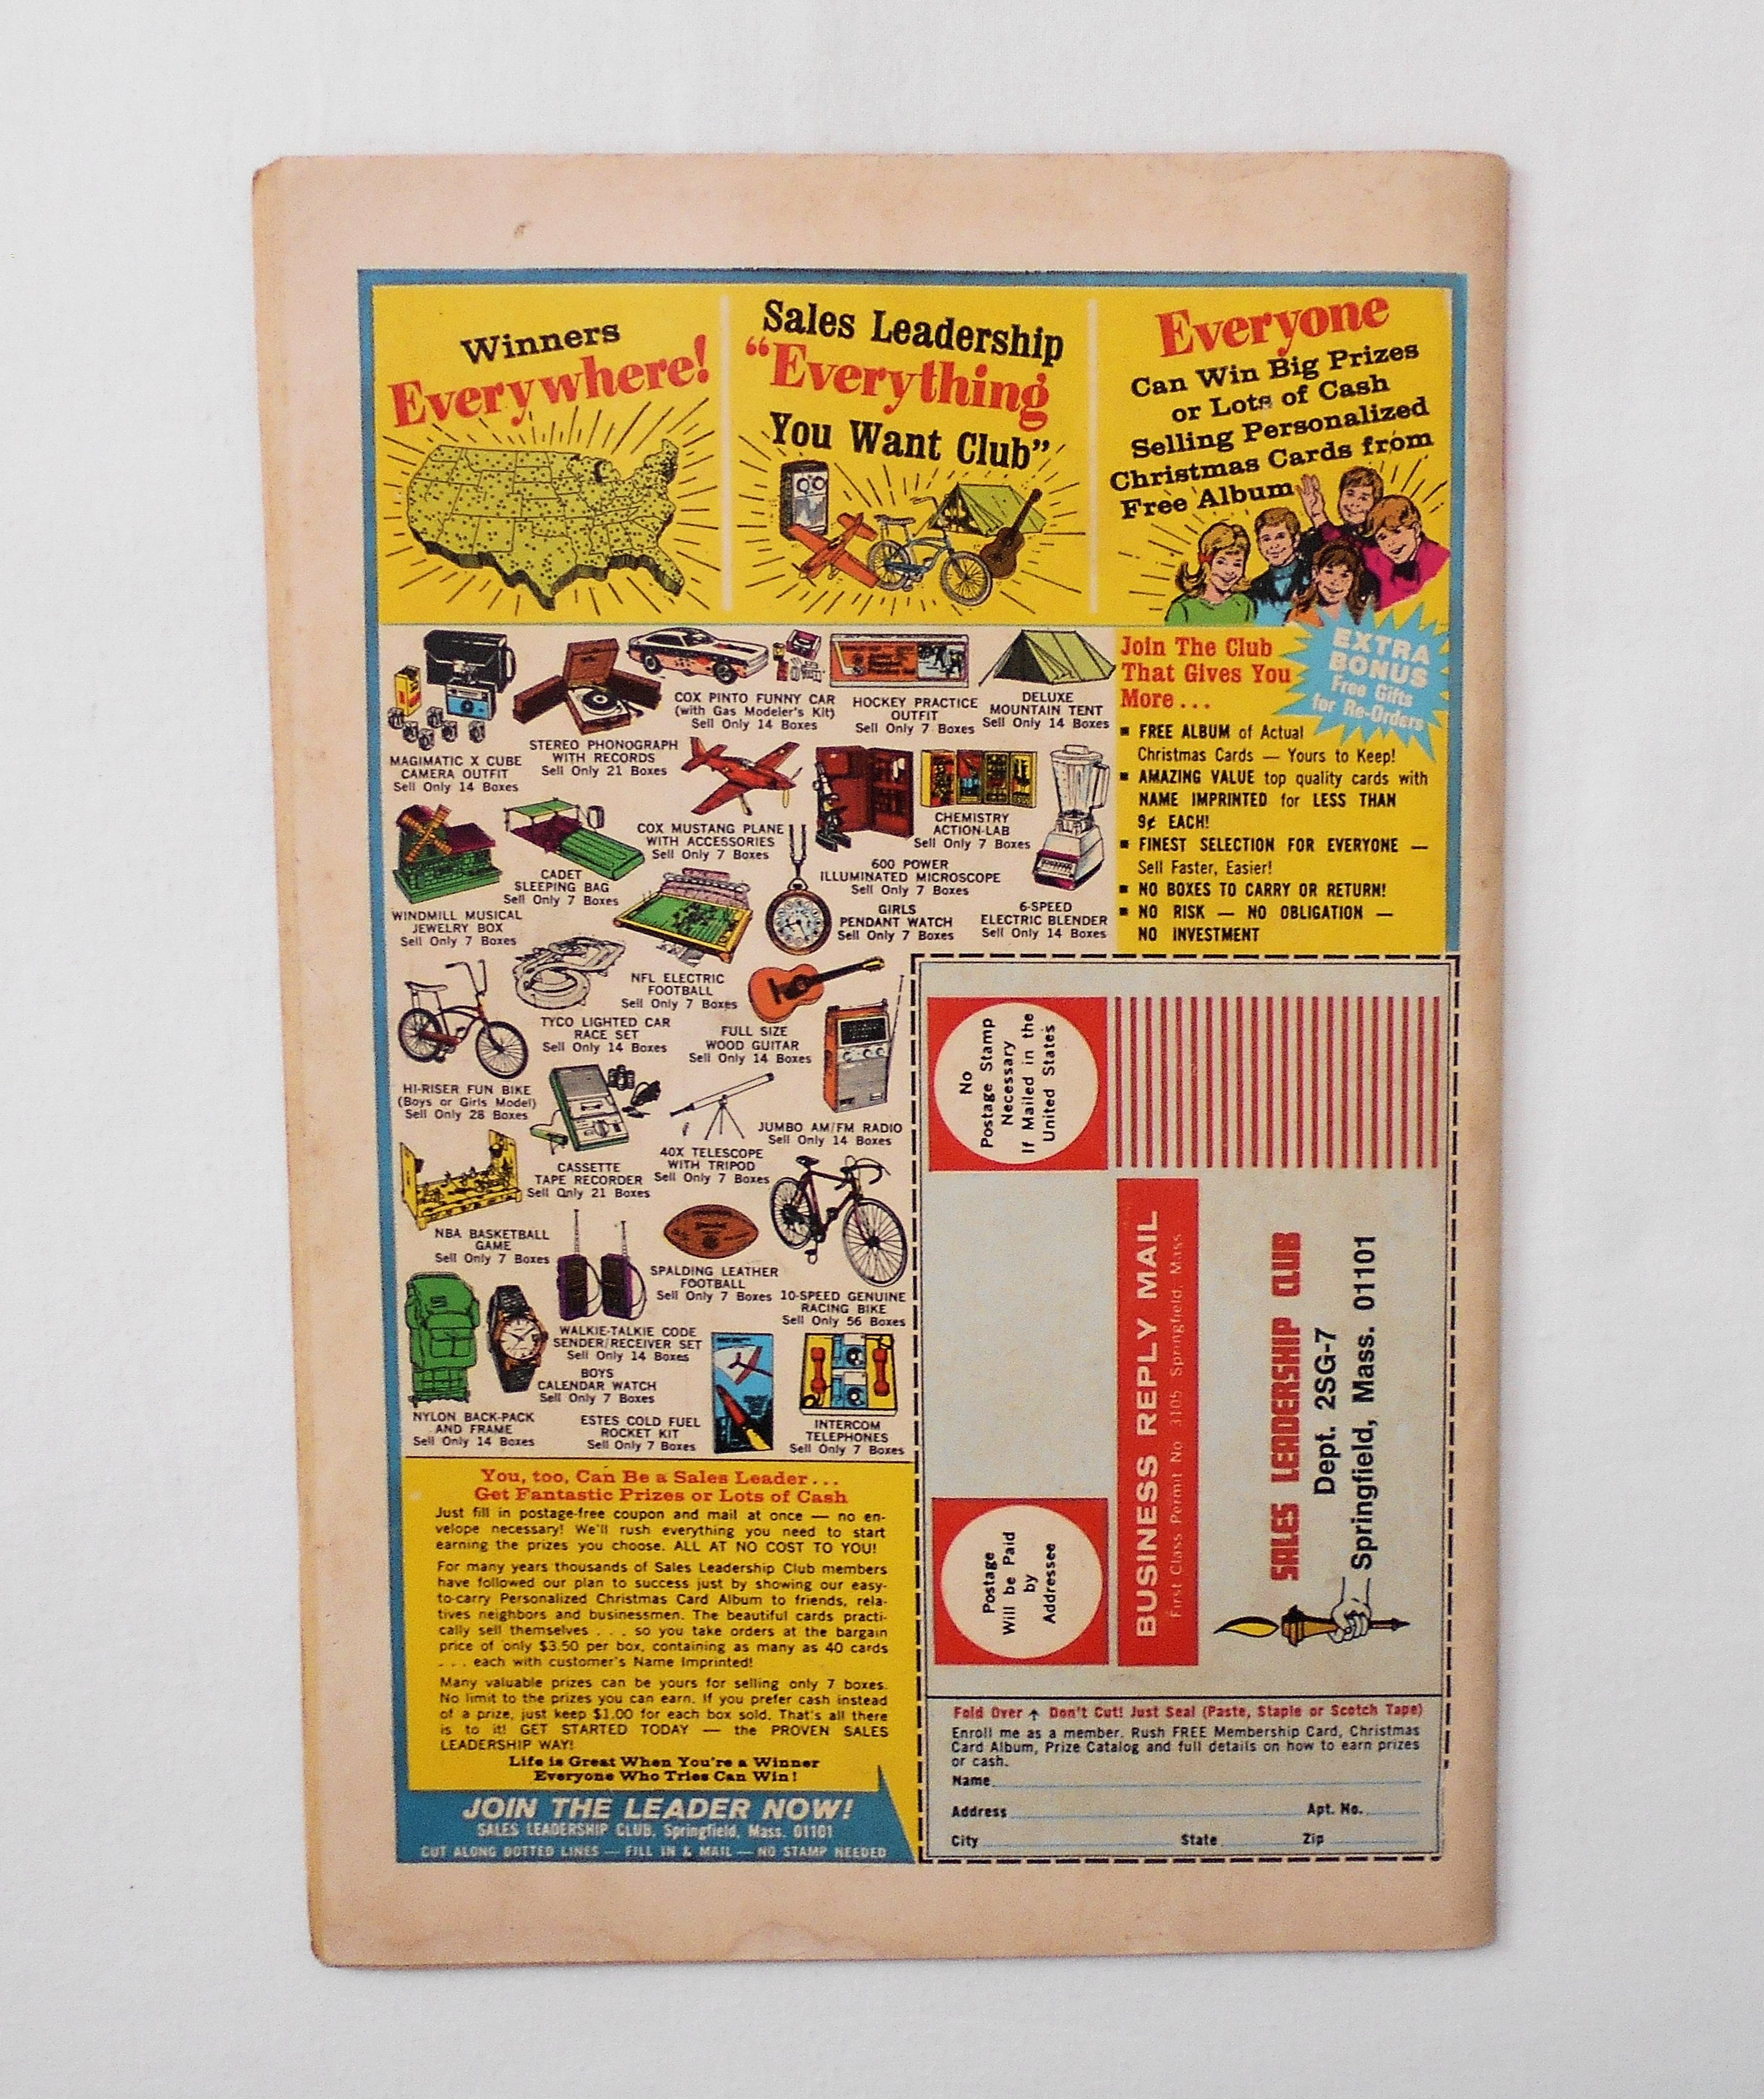 Winners
Everywhere!
Sales Leadership
“Everything
You Want Club”
Everyone
Can Win Big Prizes
or Lots of Cash
Selling Personalized
Christmas Cards from
Free Album
MAGIMATIC X CUBE
CAMERA OUTFIT
Sell Only 14 Boxes
STEREO PHONOGRAPH
WITH RECORDS
Sell Only 21 Boxes
COX PINTO FUNNY CAR
(with Gas Modeler's Kit)
Sell Only 14 Boxes
HOCKEY PRACTICE
OUTFIT
Sell Only 7 Boxes
DELUXE
MOUNTAIN TENT
Sell Only 14 Boxes
WINDMILL MUSICAL
JEWELRY BOX
Sell Only 7 Boxes
CADET
SLEEPING BAG
Sell Only 7 Boxes
COX MUSTANG PLANE
WITH ACCESSORIES
Sell Only 7 Boxes
600 POWER
ILLUMINATED MICROSCOPE
Sell Only 7 Boxes
CHEMISTRY
ACTION-LAB
Sell Only 7 Boxes
GIRLS
PENDANT WATCH
Sell Only 7 Boxes
6-SPEED
ELECTRIC BLENDER
Sell Only 14 Boxes
NFL ELECTRIC
FOOTBALL
Sell Only 7 Boxes
TYCO LIGHTED CAR
RACE SET
Sell Only 14 Boxes
FULL SIZE
WOOD GUITAR
Sell Only 14 Boxes
HI-RISER FUN BIKE
(Boys or Girls Model)
Sell Only 28 Boxes
CASSETTE
TAPE RECORDER
Sell Only 21 Boxes
40X TELESCOPE
WITH TRIPOD
Sell Only 7 Boxes
JUMBO AM/FM RADIO
Sell Only 14 Boxes
NBA BASKETBALL
GAME
Sell Only 7 Boxes
SPALDING LEATHER
FOOTBALL
Sell Only 7 Boxes
10-SPEED GENUINE
RACING BIKE
Sell Only 56 Boxes
WALKIE-TALKIE CODE
SENDER/RECEIVER SET
Sell Only 14 Boxes
BOYS
CALENDAR WATCH
Sell Only 7 Boxes
NYLON BACK-PACK
AND FRAME
Sell Only 14 Boxes
ESTES COLD FUEL
ROCKET KIT
Sell Only 7 Boxes
INTERCOM
TELEPHONES
Sell Only 7 Boxes
Join The Club
That Gives You
More...
EXTRA
BONUS
Free Gifts
for Re-Orders
■ FREE ALBUM of Actual
Christmas Cards — Yours to Keep!
■ AMAZING VALUE top quality cards with
NAME IMPRINTED for LESS THAN
9¢ EACH!
■ FINEST SELECTION FOR EVERYONE —
Sell Faster, Easier!
■ NO BOXES TO CARRY OR RETURN!
■ NO RISK — NO OBLIGATION —
NO INVESTMENT
You, too, Can Be a Sales Leader...
Get Fantastic Prizes or Lots of Cash
Just fill in postage-free coupon and mail at once — no en-
velope necessary! We'll rush everything you need to start
earning the prizes you choose. ALL AT NO COST TO YOU!
For many years thousands of Sales Leadership Club members
have followed our plan to success just by showing our easy-
to-carry Personalized Christmas Card Album to friends, rela-
tives neighbors and businessmen. The beautiful cards practi-
cally sell themselves . . . so you take orders at the bargain
price of only $3.50 per box, containing as many as 40 cards
. . . each with customer's Name Imprinted!
Many valuable prizes can be yours for selling only 7 boxes.
No limit to the prizes you can earn. If you prefer cash instead
of a prize, just keep $1.00 for each box sold. That's all there
is to it! GET STARTED TODAY — the PROVEN SALES
LEADERSHIP WAY!
Life is Great When You're a Winner
Everyone Who Tries Can Win!
JOIN THE LEADER NOW!
SALES LEADERSHIP CLUB, Springfield, Mass. 01101
CUT ALONG DOTTED LINES — FILL IN & MAIL — NO STAMP NEEDED
No
Postage Stamp
Necessary
If Mailed in the
United States
Postage
Will be Paid
by
Addressee
BUSINESS REPLY MAIL
First Class Permit No. 3105 Springfield, Mass.
SALES LEADERSHIP CLUB
Dept. 2SG-7
Springfield, Mass. 01101
Fold Over ↑ Don't Cut! Just Seal (Paste, Staple or Scotch Tape)
Enroll me as a member. Rush FREE Membership Card, Christmas
Card Album, Prize Catalog and full details on how to earn prizes
or cash.
Name
Address Apt. No.
City State Zip